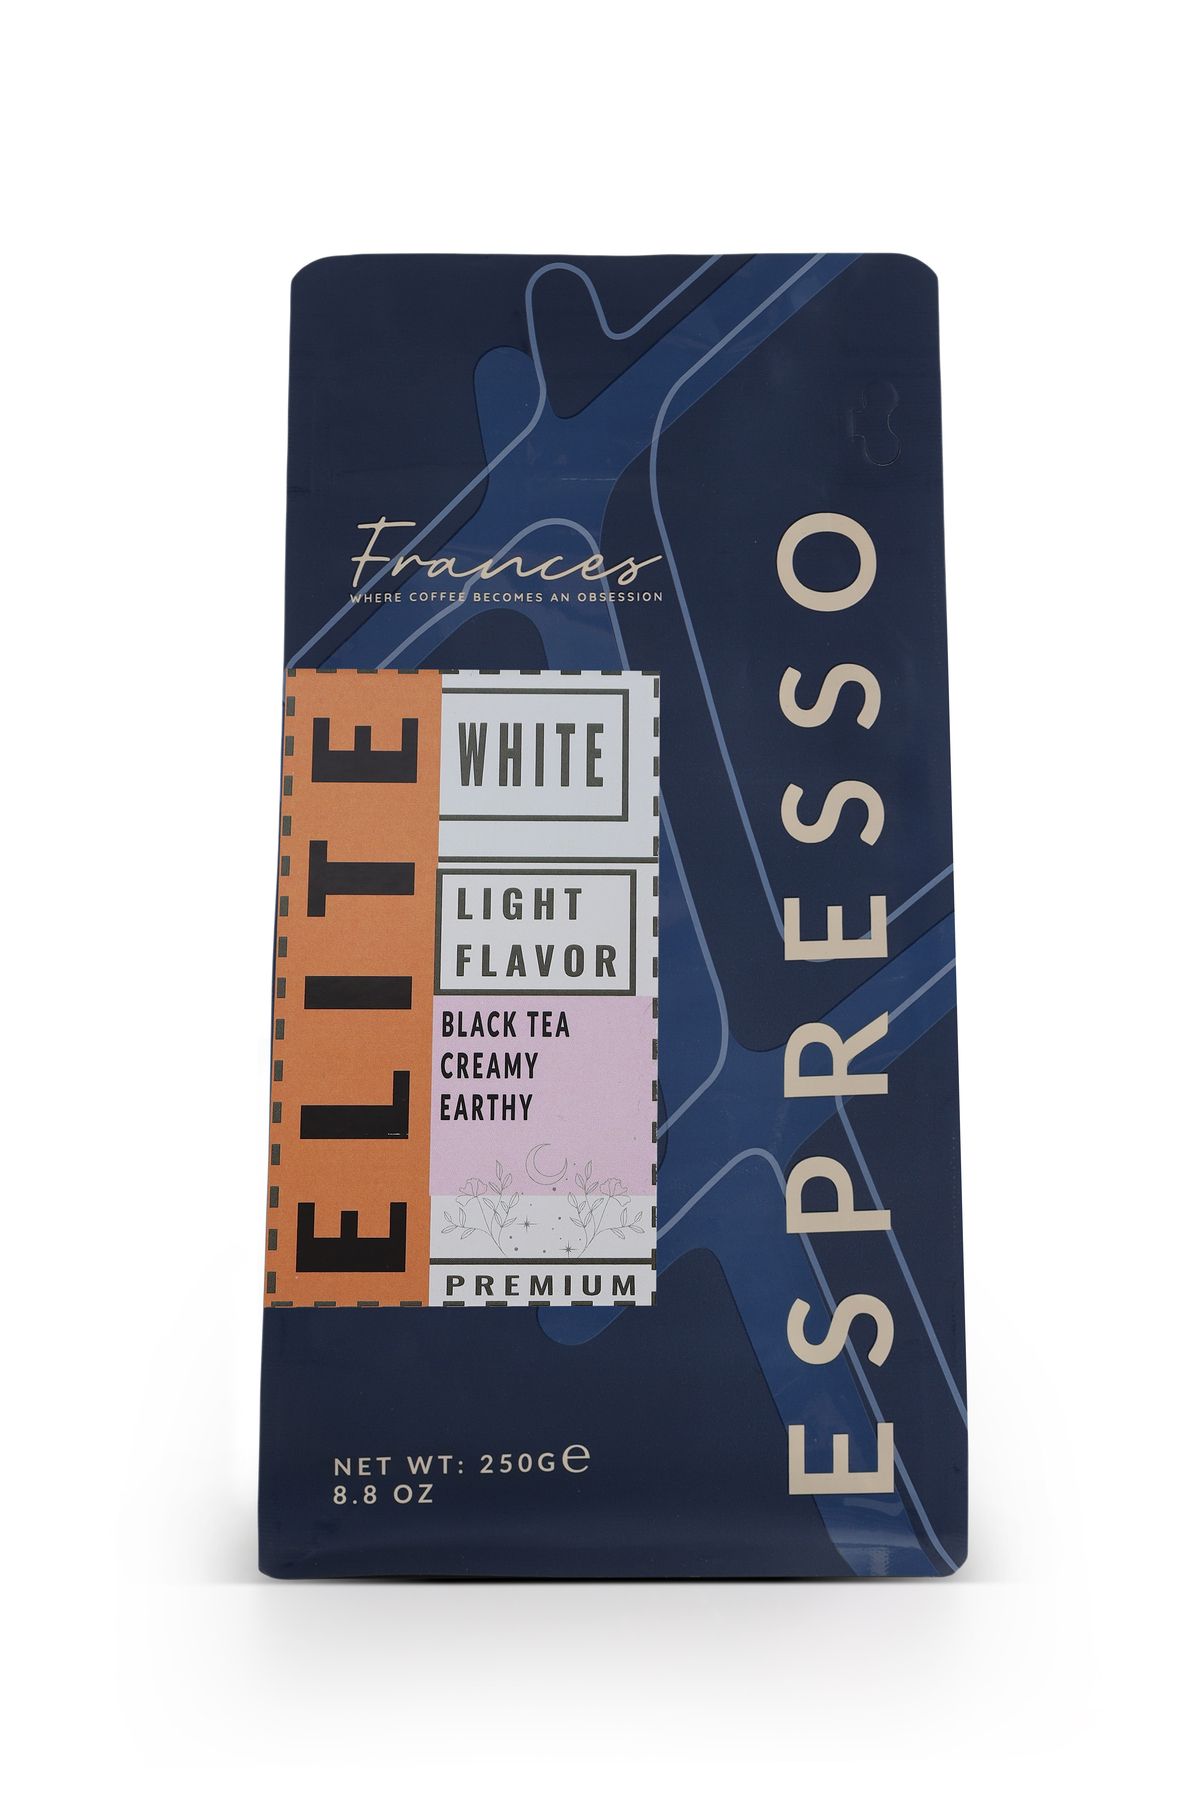 Frances
WHERE COFFEE BECOMES AN OBSESSION
ELITE
WHITE
LIGHT
FLAVOR
BLACK TEA
CREAMY
EARTHY
PREMIUM
ESPRESSO
NET WT: 250G℮
8.8 OZ